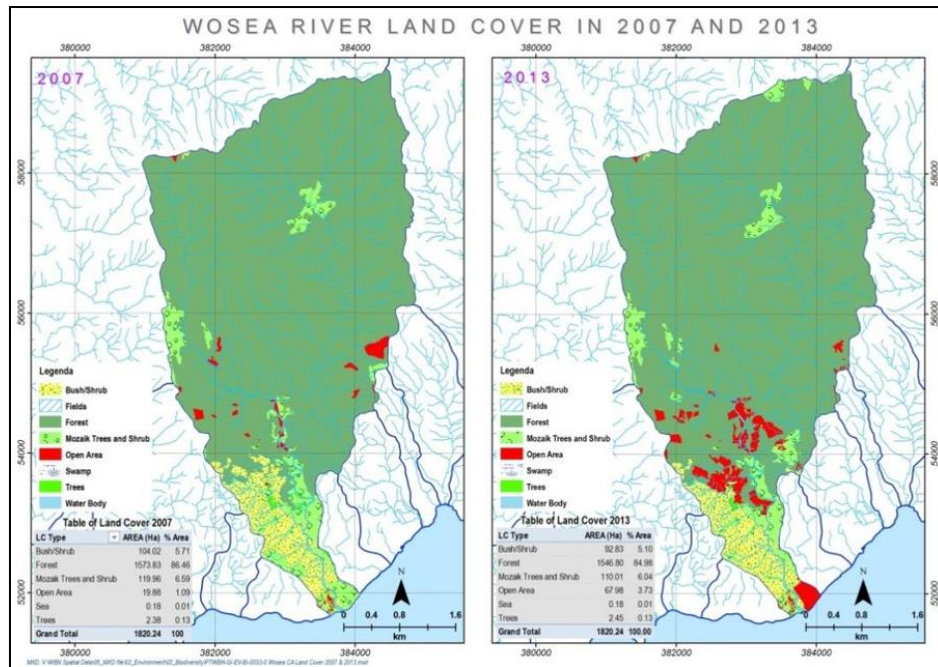 WOSEA RIVER LAND COVER IN 2007 AND 2013
380000 382000 384000
2007
58000
56000
54000
52000
Legenda
Bush/Shrub
Fields
Forest
Mozaik Trees and Shrub
Open Area
Swamp
Trees
Water Body
Table of Land Cover 2007
LC Type AREA (Ha) % Area
Bush/Shrub 104.02 5.71
Forest 1573.83 86.46
Mozak Trees and Shrub 119.96 6.59
Open Area 19.88 1.09
Sea 0.18 0.01
Trees 2.38 0.13
Grand Total 1820.24 100
N
0 0.4 0.8 1.6
km
380000 382000 384000
380000 382000 384000
2013
58000
56000
54000
52000
Legenda
Bush/Shrub
Fields
Forest
Mozaik Trees and Shrub
Open Area
Swamp
Trees
Water Body
Table of Land Cover 2013
LC Type AREA (Ha) % Area
Bush/Shrub 92.83 5.10
Forest 1546.80 84.98
Mozak Trees and Shrub 110.01 6.04
Open Area 67.98 3.73
Sea 0.18 0.01
Trees 2.45 0.13
Grand Total 1820.24 100.00
N
0 0.4 0.8 1.6
km
380000 382000 384000
Wosea CA Land Cover 2007 & 2013.mxd